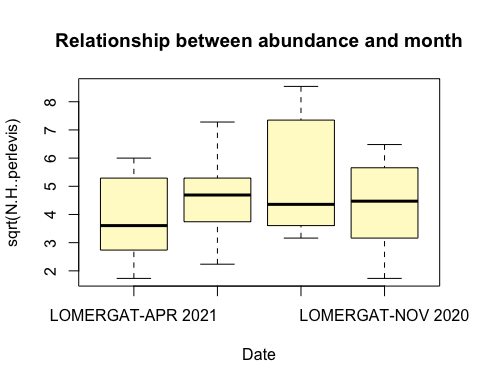 Relationship between abundance and month
sqrt(N.H..perlevis)
8
7
6
5
4
3
2
LOMERGAT-APR 2021 LOMERGAT-NOV 2020
Date